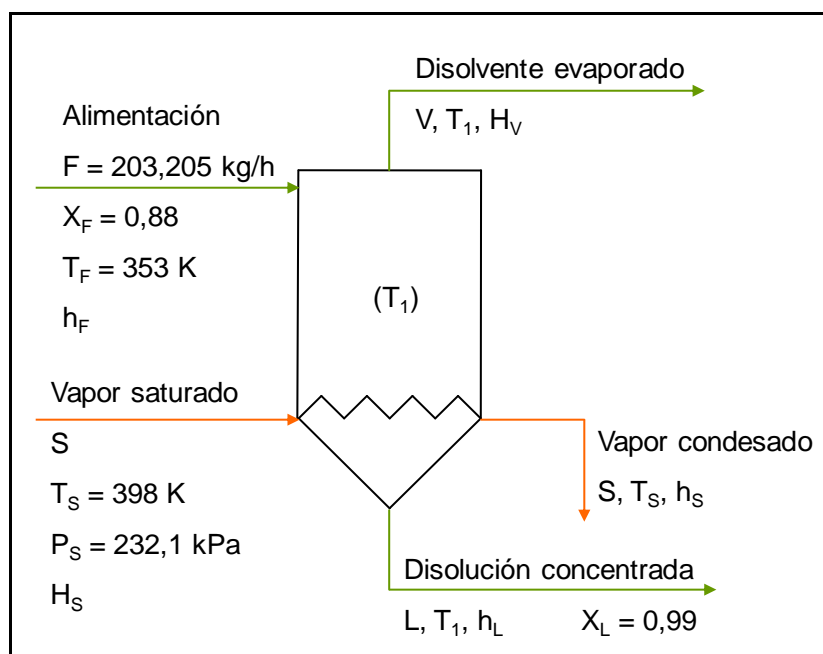 Disolvente evaporado
V, T₁, H_V
Alimentación
F = 203,205 kg/h
X_F = 0,88
T_F = 353 K
h_F
(T₁)
Vapor saturado
S
T_S = 398 K
P_S = 232,1 kPa
H_S
Vapor condesado
S, T_S, h_S
Disolución concentrada
L, T₁, h_L X_L = 0,99